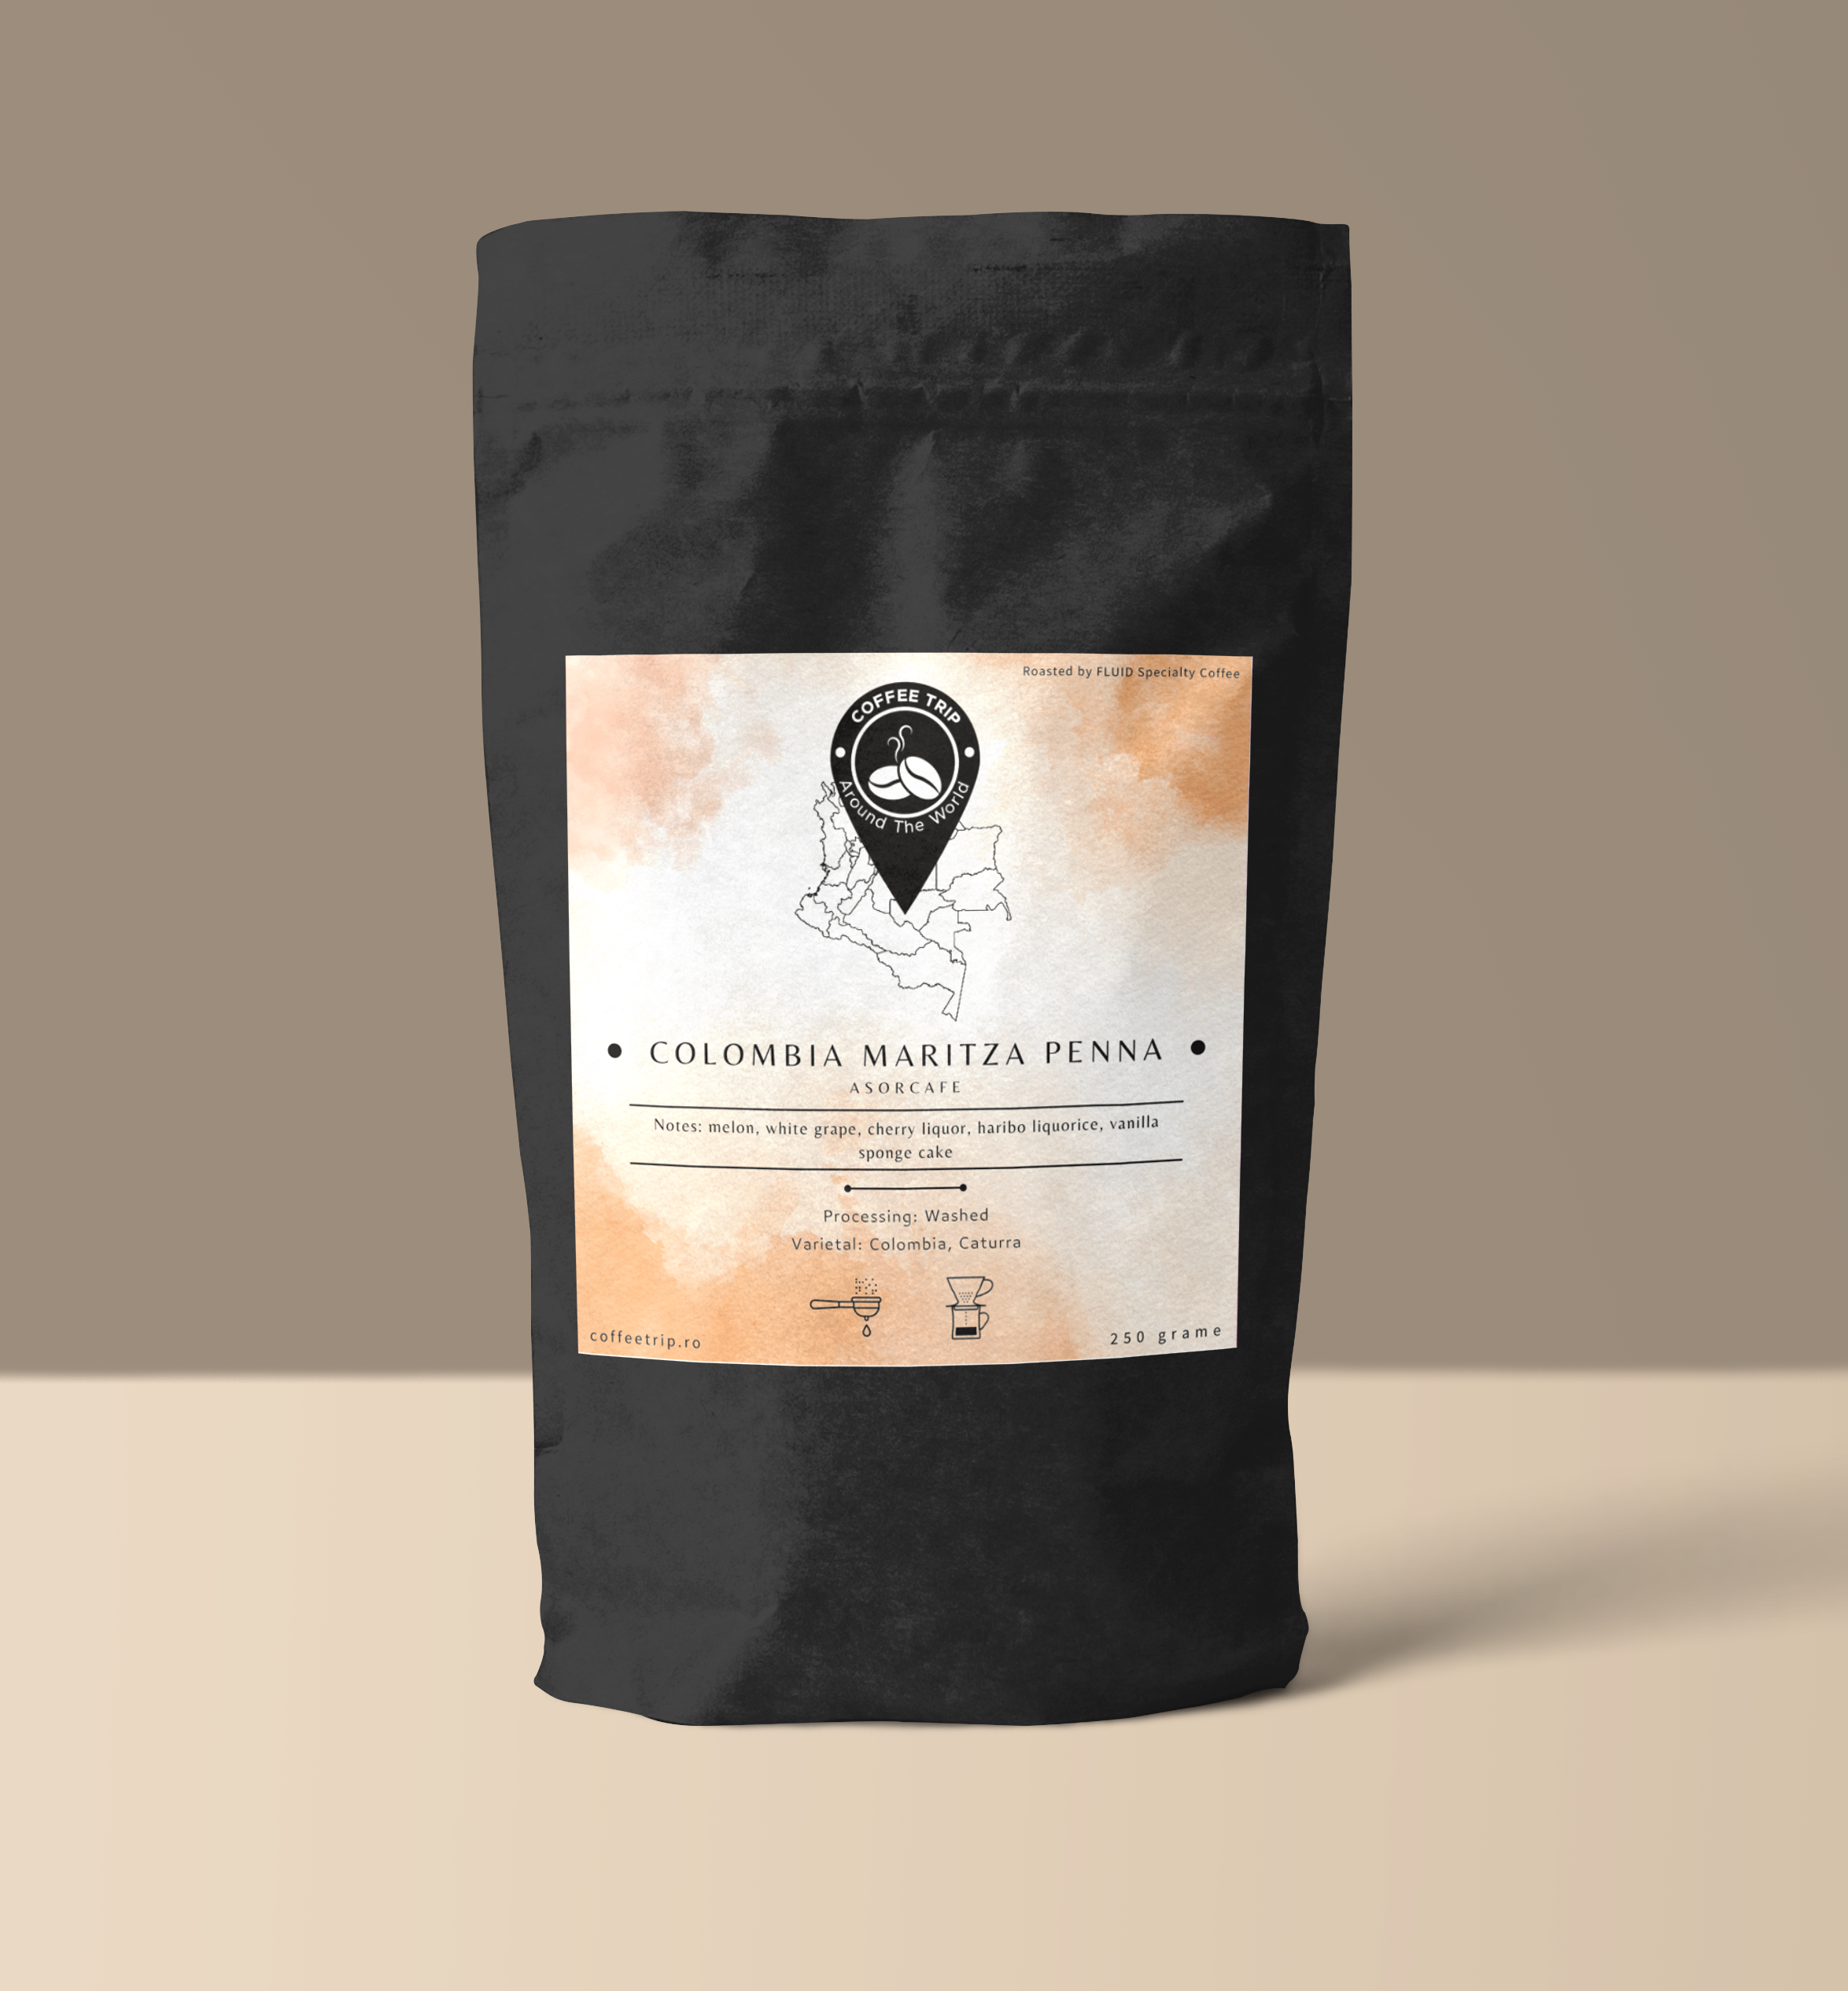 Roasted by FLUID Specialty Coffee
COFFEE TRIP
Around The World
COLOMBIA MARITZA PENNA
ASORCAFE
Notes: melon, white grape, cherry liquor, haribo liquorice, vanilla
sponge cake
Processing: Washed
Varietal: Colombia, Caturra
coffeetrip.ro
250 grame